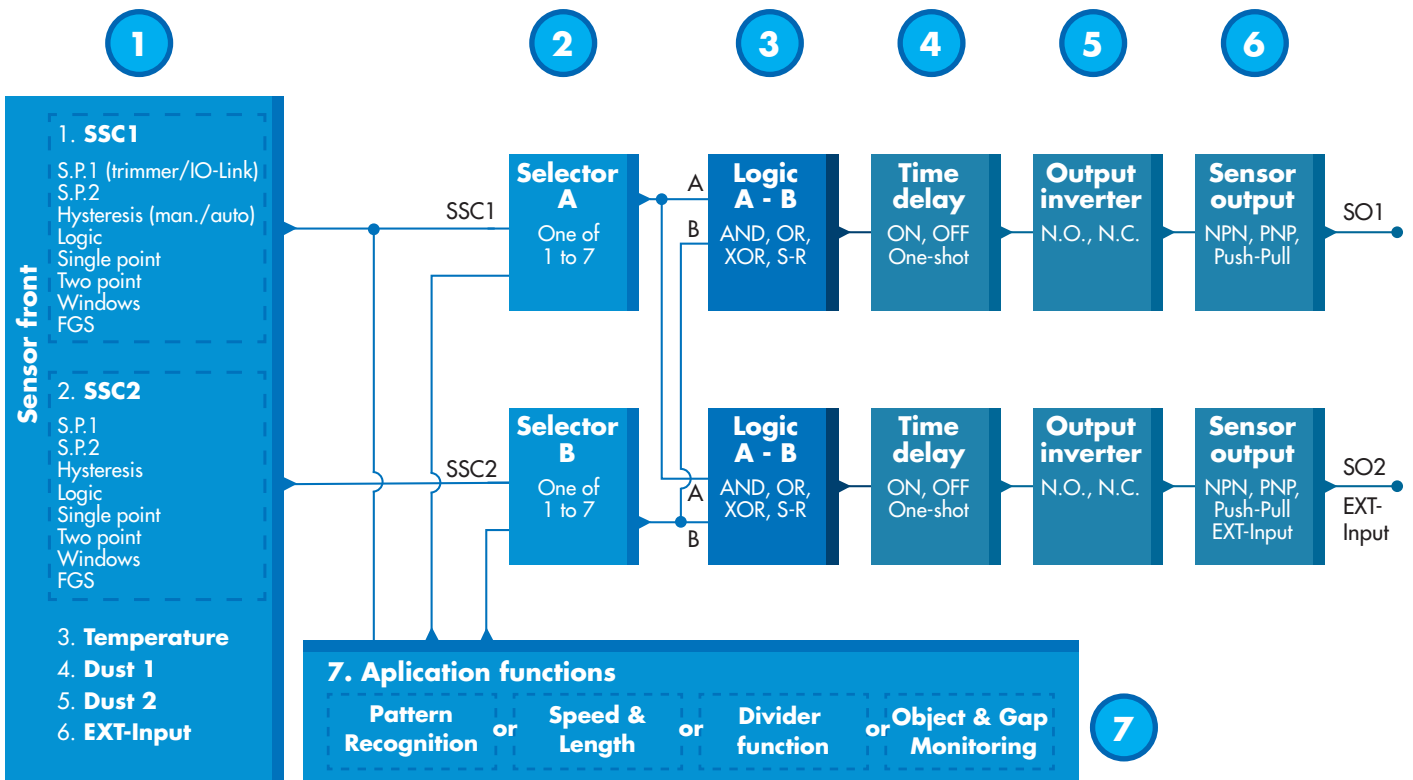 1
2
3
4
5
6
Sensor front
1. SSC1
S.P.1 (trimmer/IO-Link)
S.P.2
Hysteresis (man./auto)
Logic
Single point
Two point
Windows
FGS
2. SSC2
S.P.1
S.P.2
Hysteresis
Logic
Single point
Two point
Windows
FGS
3. Temperature
4. Dust 1
5. Dust 2
6. EXT-Input
SSC1
Selector
A
One of
1 to 7
A
B
Logic
A - B
AND, OR,
XOR, S-R
Time
delay
ON, OFF
One-shot
Output
inverter
N.O., N.C.
Sensor
output
NPN, PNP,
Push-Pull
SO1
SSC2
Selector
B
One of
1 to 7
A
B
Logic
A - B
AND, OR,
XOR, S-R
Time
delay
ON, OFF
One-shot
Output
inverter
N.O., N.C.
Sensor
output
NPN, PNP,
Push-Pull
EXT-Input
SO2
EXT-
Input
7. Aplication functions
Pattern
Recognition
or
Speed &
Length
or
Divider
function
or
Object & Gap
Monitoring
7